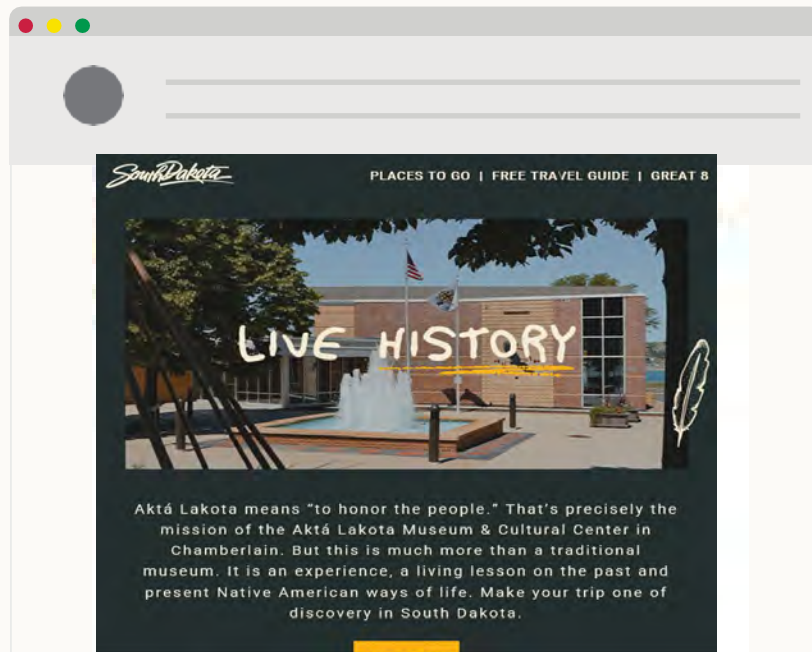 South Dakota
PLACES TO GO | FREE TRAVEL GUIDE | GREAT 8
LIVE HISTORY
Aktá Lakota means “to honor the people.” That’s precisely the
mission of the Aktá Lakota Museum & Cultural Center in
Chamberlain. But this is much more than a traditional
museum. It is an experience, a living lesson on the past and
present Native American ways of life. Make your trip one of
discovery in South Dakota.